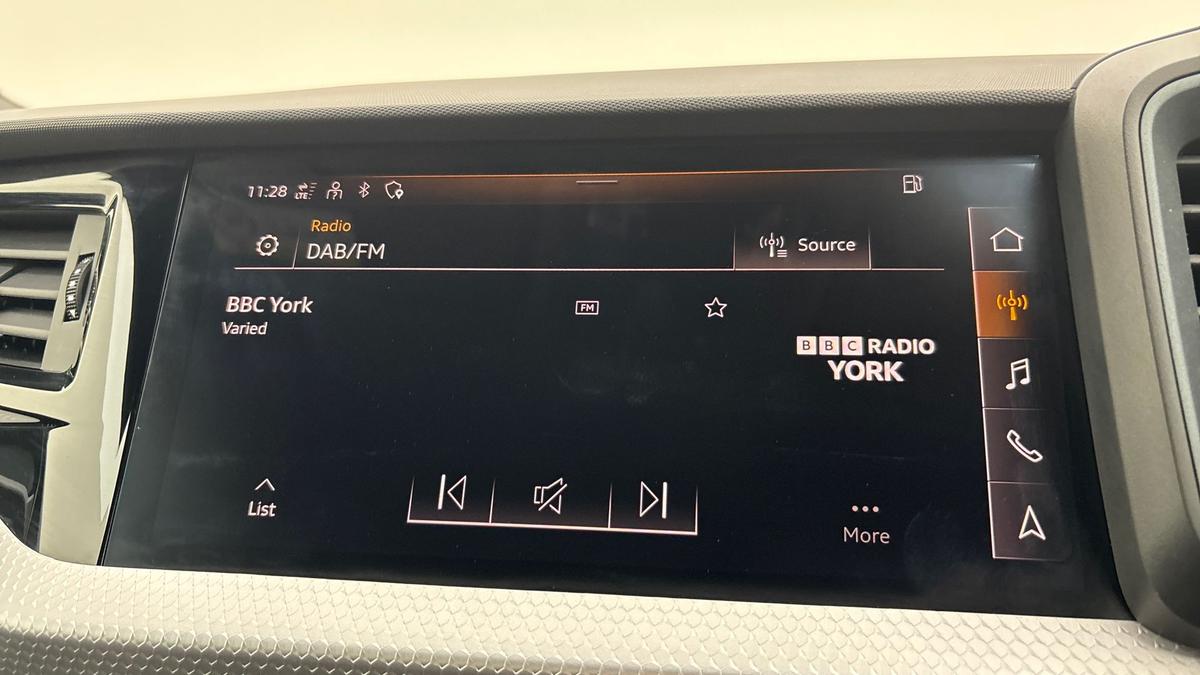 11:28 LTE
Radio
DAB/FM
Source
BBC York
FM
Varied
BBC RADIO
YORK
List
More